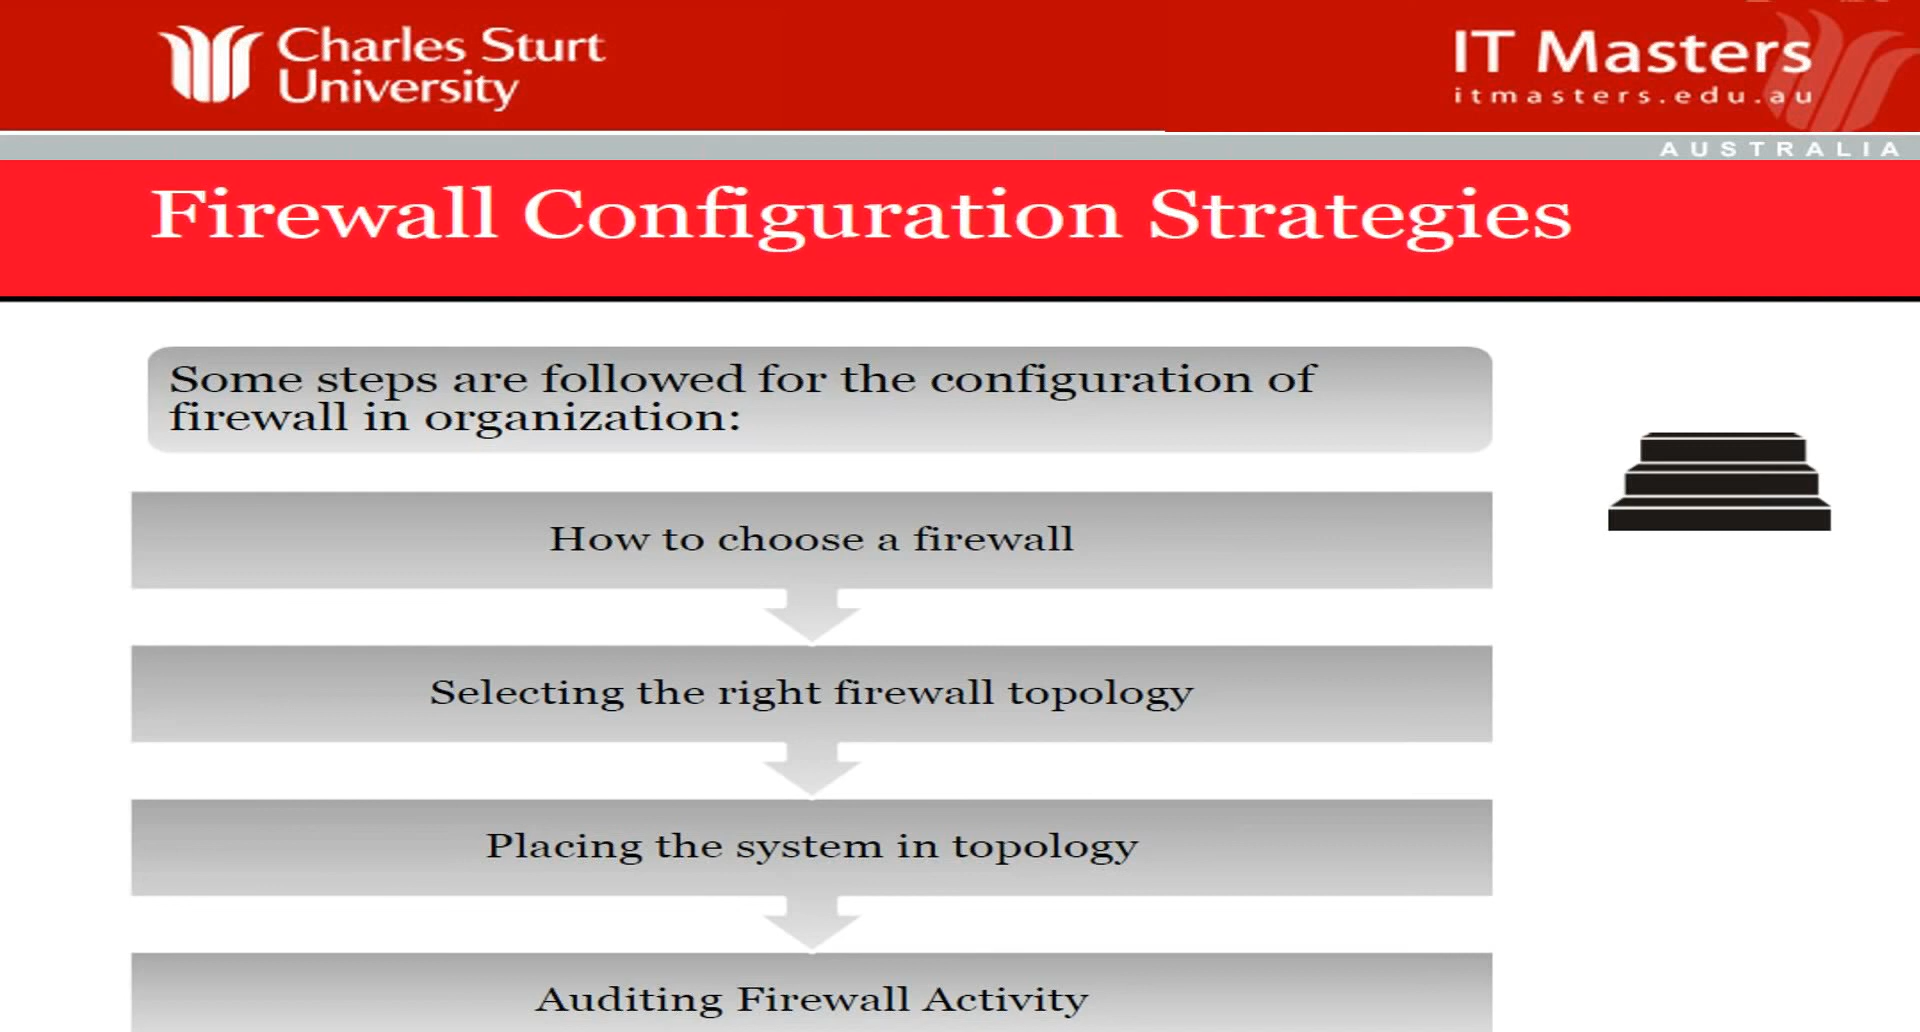 Charles Sturt
University
IT Masters
itmasters.edu.au
AUSTRALIA
Firewall Configuration Strategies
Some steps are followed for the configuration of
firewall in organization:
How to choose a firewall
Selecting the right firewall topology
Placing the system in topology
Auditing Firewall Activity